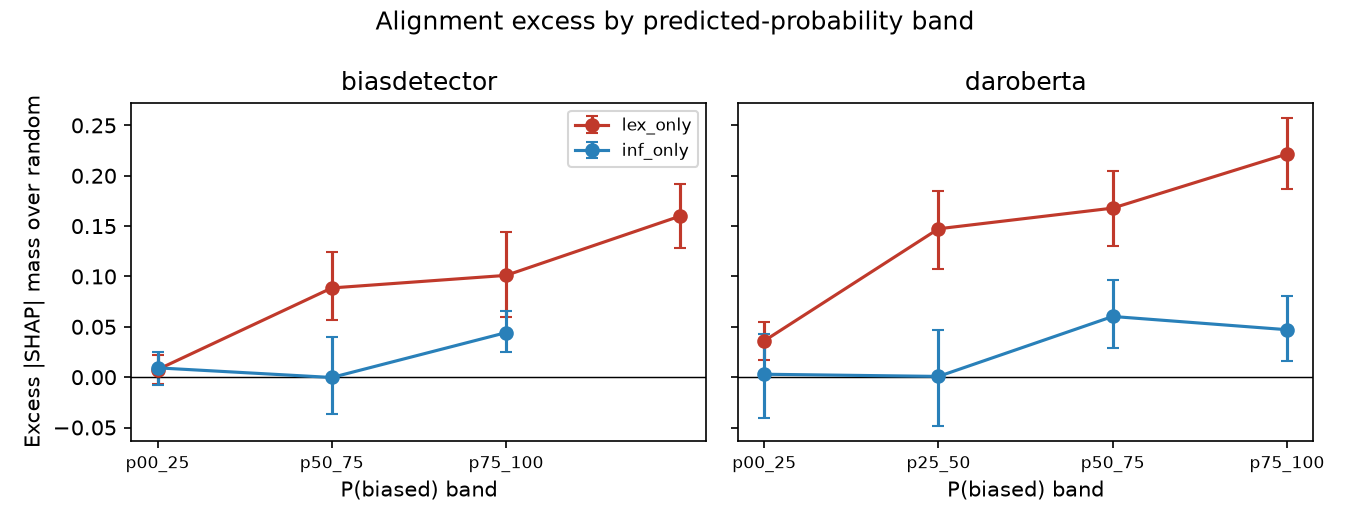 Alignment excess by predicted-probability band
biasdetector
daroberta
Excess |SHAP| mass over random
0.25
0.20
0.15
0.10
0.05
0.00
−0.05
lex_only
inf_only
p00_25
p50_75
p75_100
P(biased) band
p00_25
p25_50
p50_75
p75_100
P(biased) band